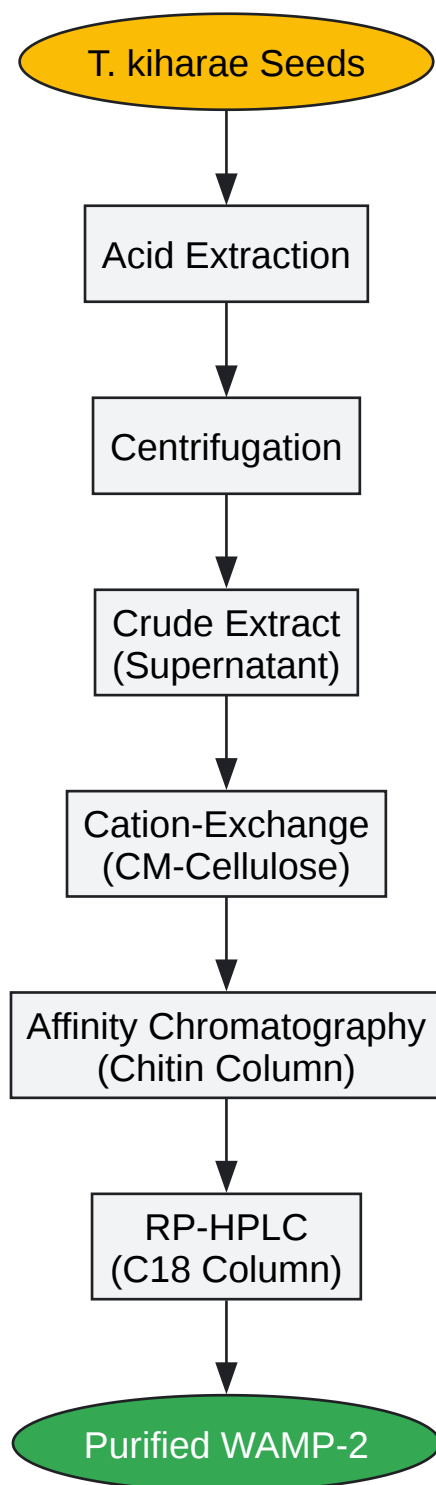 T. kiharae Seeds
Acid Extraction
Centrifugation
Crude Extract
(Supernatant)
Cation-Exchange
(CM-Cellulose)
Affinity Chromatography
(Chitin Column)
RP-HPLC
(C18 Column)
Purified WAMP-2